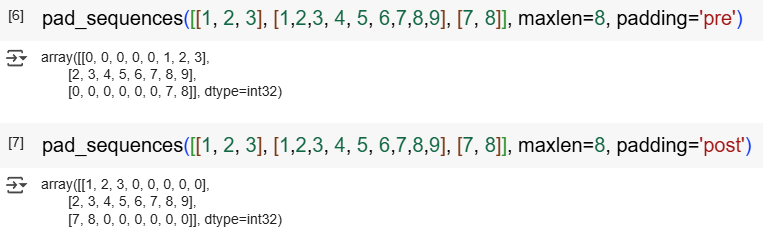 [6] pad_sequences([[1, 2, 3], [1,2,3, 4, 5, 6,7,8,9], [7, 8]], maxlen=8, padding='pre')
array([[0, 0, 0, 0, 0, 1, 2, 3],
[2, 3, 4, 5, 6, 7, 8, 9],
[0, 0, 0, 0, 0, 0, 7, 8]], dtype=int32)
[7] pad_sequences([[1, 2, 3], [1,2,3, 4, 5, 6,7,8,9], [7, 8]], maxlen=8, padding='post')
array([[1, 2, 3, 0, 0, 0, 0, 0],
[2, 3, 4, 5, 6, 7, 8, 9],
[7, 8, 0, 0, 0, 0, 0, 0]], dtype=int32)